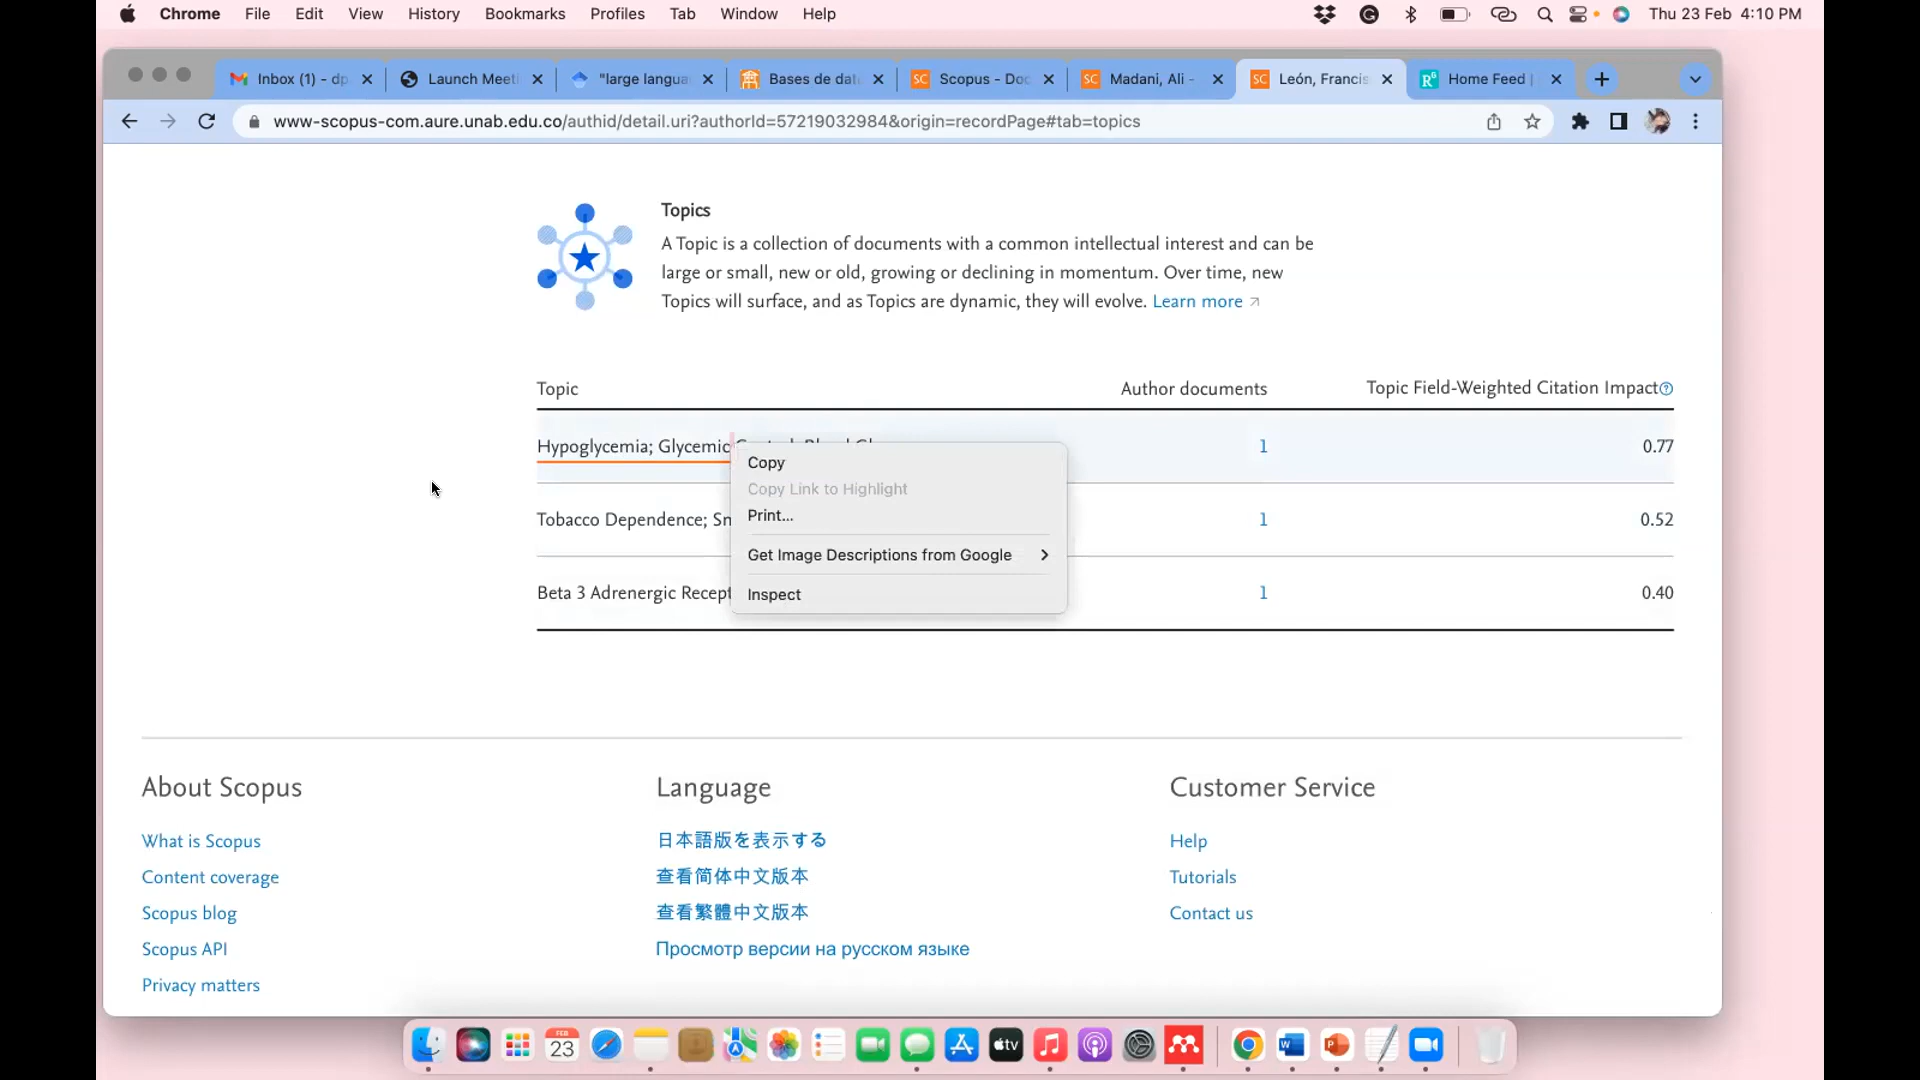 Chrome File Edit View History Bookmarks Profiles Tab Window Help Thu 23 Feb 4:10 PM
Inbox (1) - dp Launch Meeti "large langua Bases de dat Scopus - Doc Madani, Ali - León, Francis Home Feed |
www-scopus-com.aure.unab.edu.co/authid/detail.uri?authorId=57219032984&origin=recordPage#tab=topics
Topics
A Topic is a collection of documents with a common intellectual interest and can be
large or small, new or old, growing or declining in momentum. Over time, new
Topics will surface, and as Topics are dynamic, they will evolve. Learn more
Topic Author documents Topic Field-Weighted Citation Impact
Hypoglycemia; Glycemic 1 0.77
Copy
Copy Link to Highlight
Print...
Tobacco Dependence; Sm 1 0.52
Get Image Descriptions from Google
Beta 3 Adrenergic Recept 1 0.40
Inspect
About Scopus Language Customer Service
What is Scopus 日本語版を表示する Help
Content coverage 查看简体中文版本 Tutorials
Scopus blog 查看繁體中文版本 Contact us
Scopus API Просмотр версии на русском языке
Privacy matters
FEB
23
tv